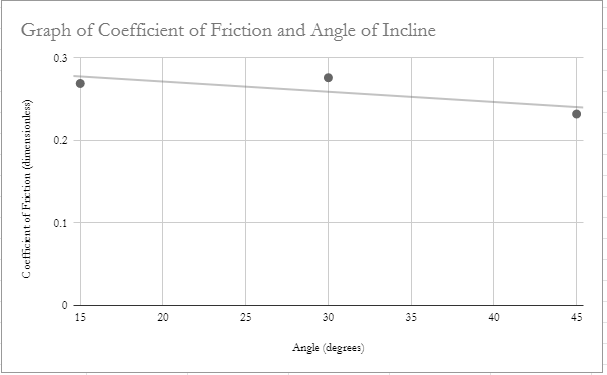 Graph of Coefficient of Friction and Angle of Incline
0.3
0.2
0.1
0
Coefficient of Friction (dimensionless)
15 20 25 30 35 40 45
Angle (degrees)